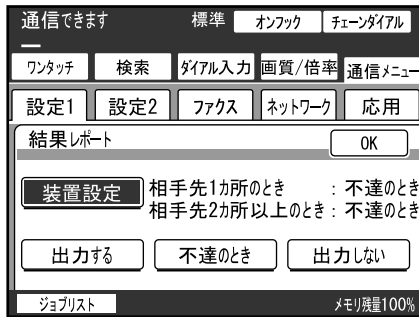 通信できます 標準 オンフック チェーンダイアル
ワンタッチ 検索 ダイアル入力 画質/倍率 通信メニュー
設定1 設定2 ファクス ネットワーク 応用
結果レポート OK
装置設定 相手先1カ所のとき : 不達のとき
相手先2カ所以上のとき : 不達のとき
出力する 不達のとき 出力しない
ジョブリスト メモリ残量100%